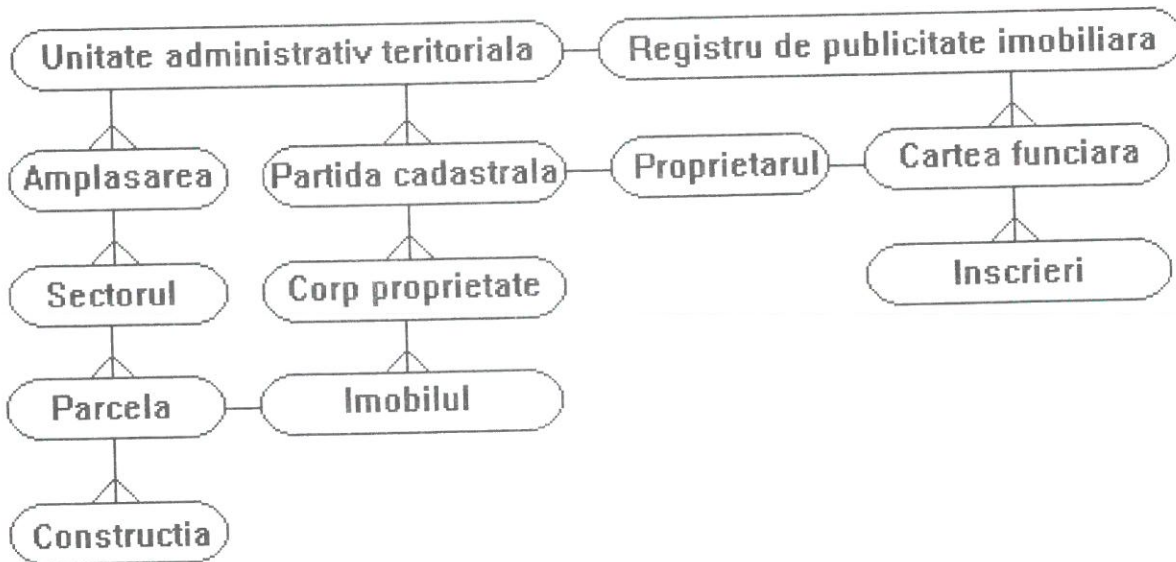 Unitate administrativ teritoriala
Registru de publicitate imobiliara
Amplasarea
Partida cadastrala
Proprietarul
Cartea funciara
Sectorul
Corp proprietate
Inscrieri
Parcela
Imobilul
Constructia